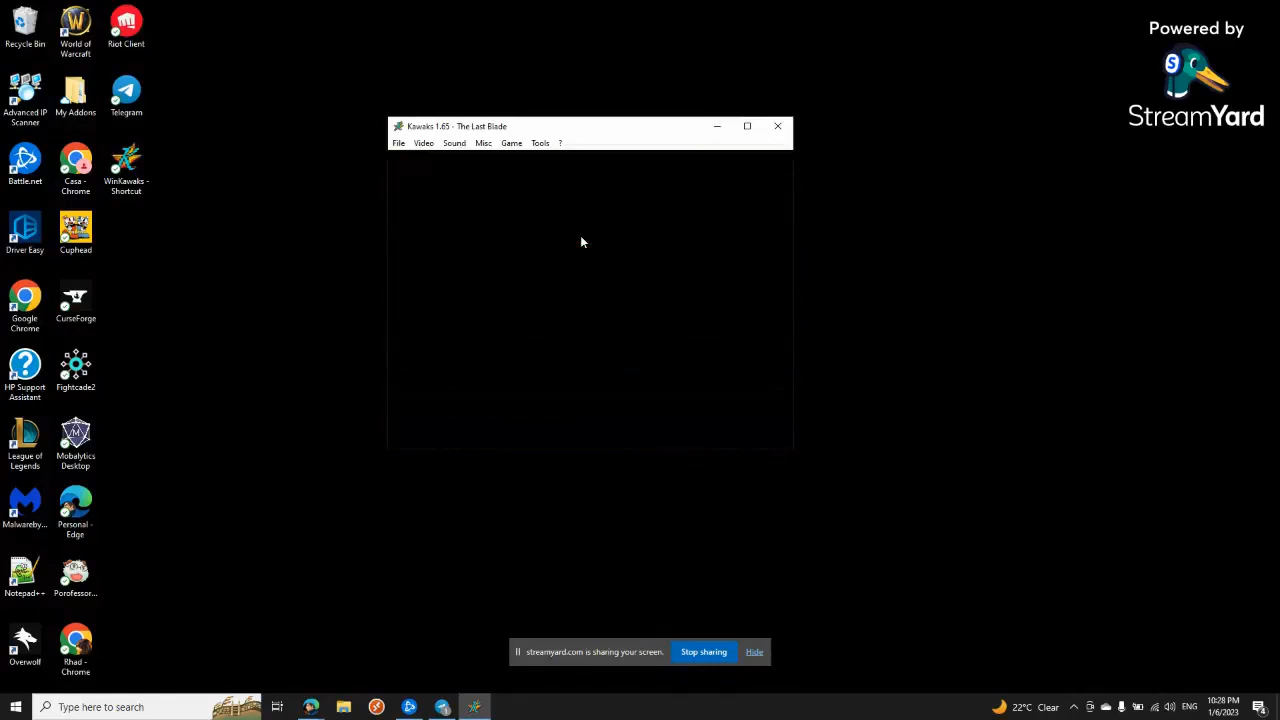 Recycle Bin
World of
Warcraft
Riot Client
Advanced IP
Scanner
My Addons
Telegram
Battle.net
Casa -
Chrome
WinKawaks -
Shortcut
Driver Easy
Cuphead
Google
Chrome
CurseForge
HP Support
Assistant
Fightcade2
League of
Legends
Mobalytics
Desktop
Malwareby...
Personal -
Edge
Notepad++
Porofessor...
Overwolf
Rhad -
Chrome
Powered by
StreamYard
Kawaks 1.65 - The Last Blade
File Video Sound Misc Game Tools ?
streamyard.com is sharing your screen. Stop sharing Hide
Type here to search
22°C Clear
ENG
10:28 PM
1/6/2023